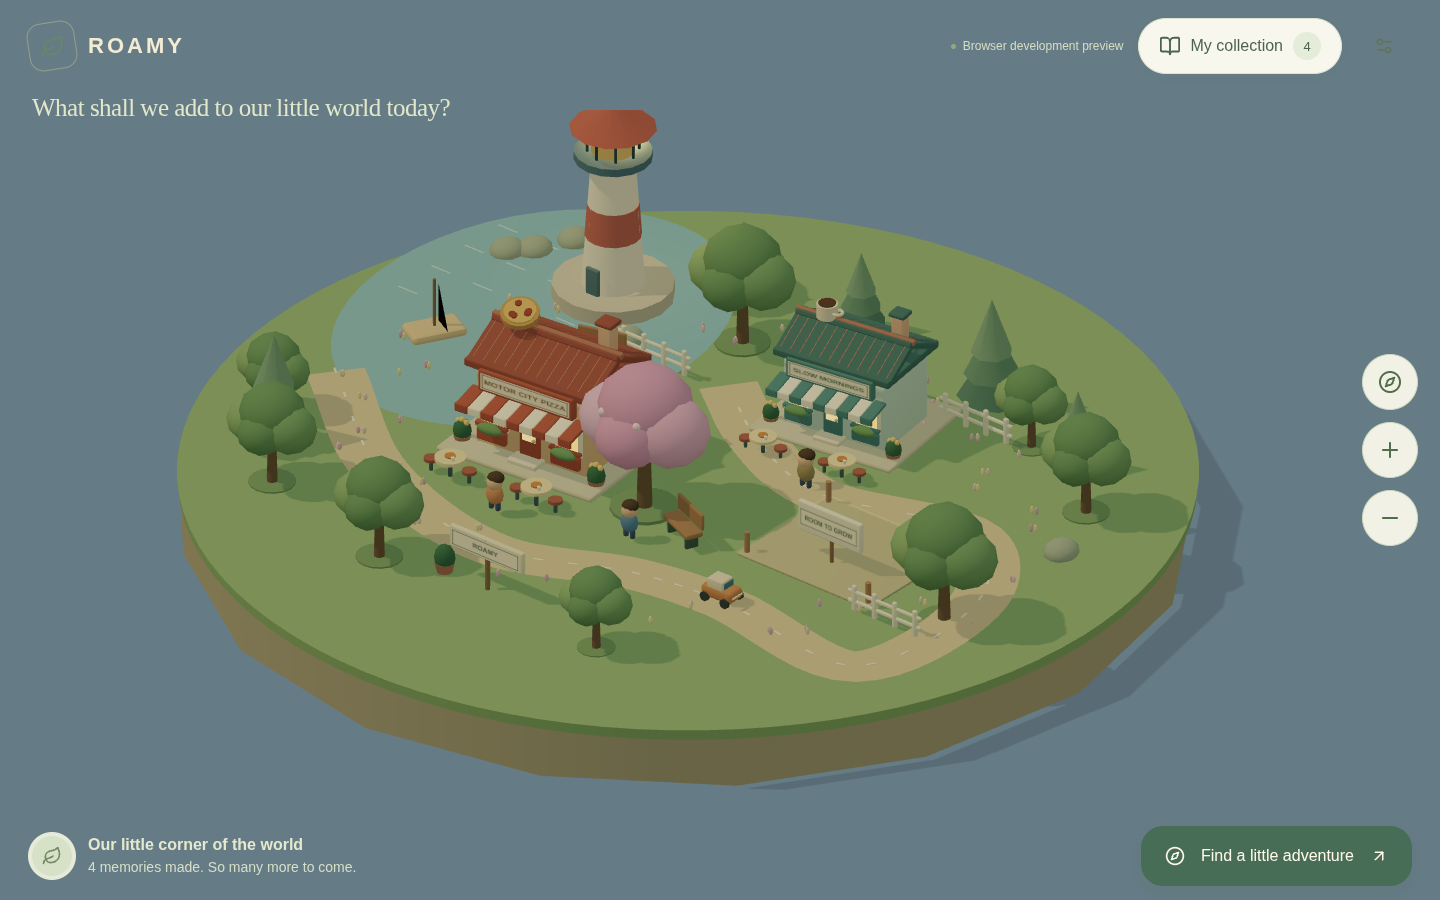 ROAMY
Browser development preview
My collection 4
What shall we add to our little world today?
SLOW MORNINGS
MOTOR CITY PIZZA
ROOM TO GROW
ROAMY
Our little corner of the world
4 memories made. So many more to come.
Find a little adventure